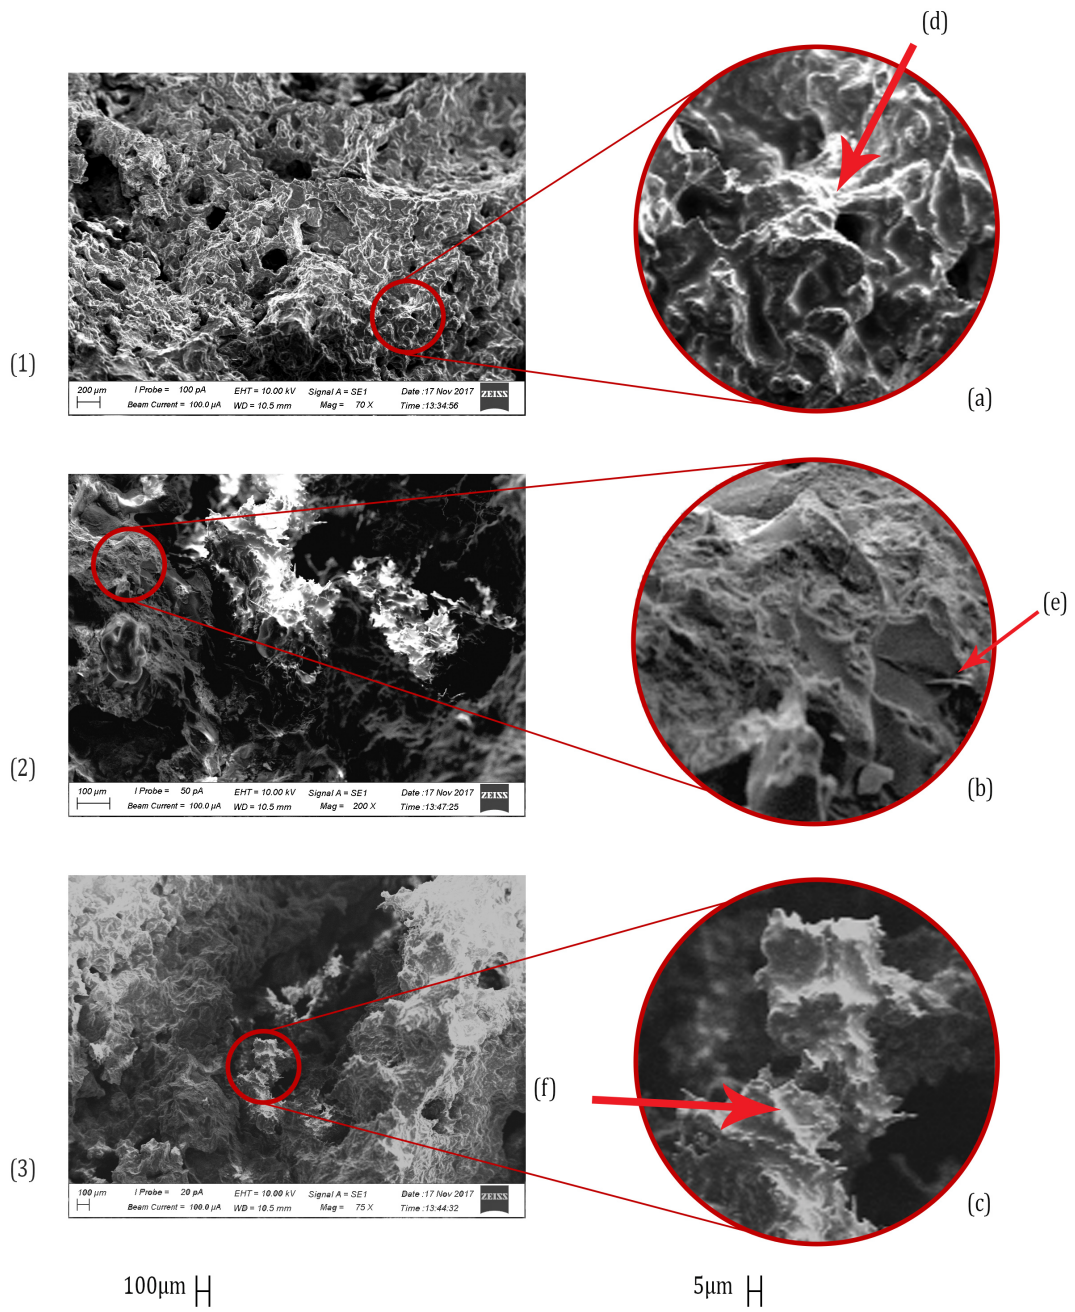 (d)
(1)
200 µm
I Probe = 100 pA
EHT = 10.00 kV
Signal A = SE1
Date :17 Nov 2017
ZEISS
Beam Current = 100.0 µA
WD = 10.5 mm
Mag = 70 X
Time :13:34:56
(a)
(e)
(2)
100 µm
I Probe = 50 pA
EHT = 10.00 kV
Signal A = SE1
Date :17 Nov 2017
ZEISS
Beam Current = 100.0 µA
WD = 10.5 mm
Mag = 200 X
Time :13:47:25
(b)
(f)
(3)
100 µm
I Probe = 20 pA
EHT = 10.00 kV
Signal A = SE1
Date :17 Nov 2017
ZEISS
Beam Current = 100.0 µA
WD = 10.5 mm
Mag = 75 X
Time :13:44:32
(c)
100µm
5µm